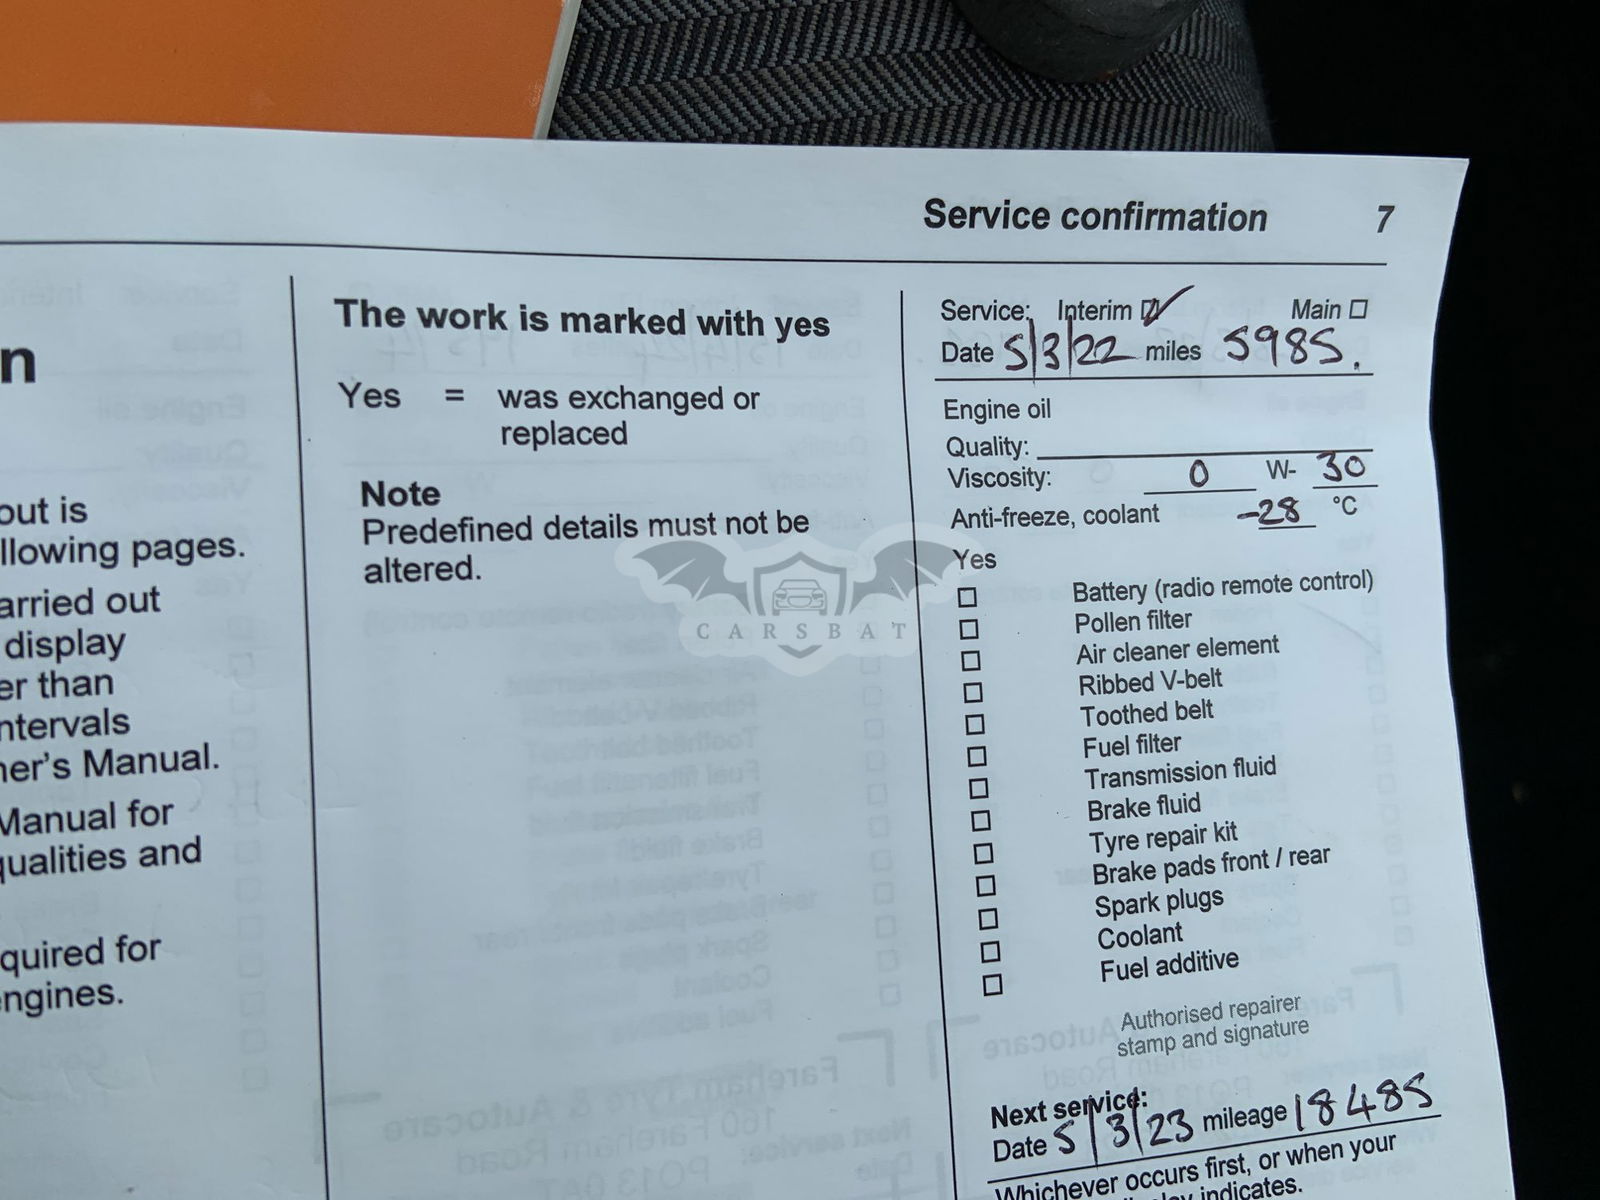 Service confirmation 7
n
out is
llowing pages.
arried out
display
er than
ntervals
ner's Manual.
Manual for
qualities and
quired for
engines.
The work is marked with yes
Yes = was exchanged or
replaced
Note
Predefined details must not be
altered.
CARSBAT
Service: Interim Main
Date 5/3/22 miles 5985.
Engine oil
Quality:
Viscosity: 0 W- 30
Anti-freeze, coolant -28 °C
Yes
Battery (radio remote control)
Pollen filter
Air cleaner element
Ribbed V-belt
Toothed belt
Fuel filter
Transmission fluid
Brake fluid
Tyre repair kit
Brake pads front / rear
Spark plugs
Coolant
Fuel additive
Authorised repairer
stamp and signature
Next service:
Date 5/3/23 mileage 18485
Whichever occurs first, or when your
display indicates.